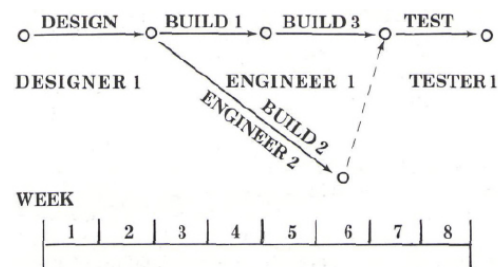 DESIGN BUILD 1 BUILD 3 TEST
DESIGNER 1 ENGINEER 1 TESTER 1
BUILD 2
ENGINEER 2
WEEK
1 2 3 4 5 6 7 8